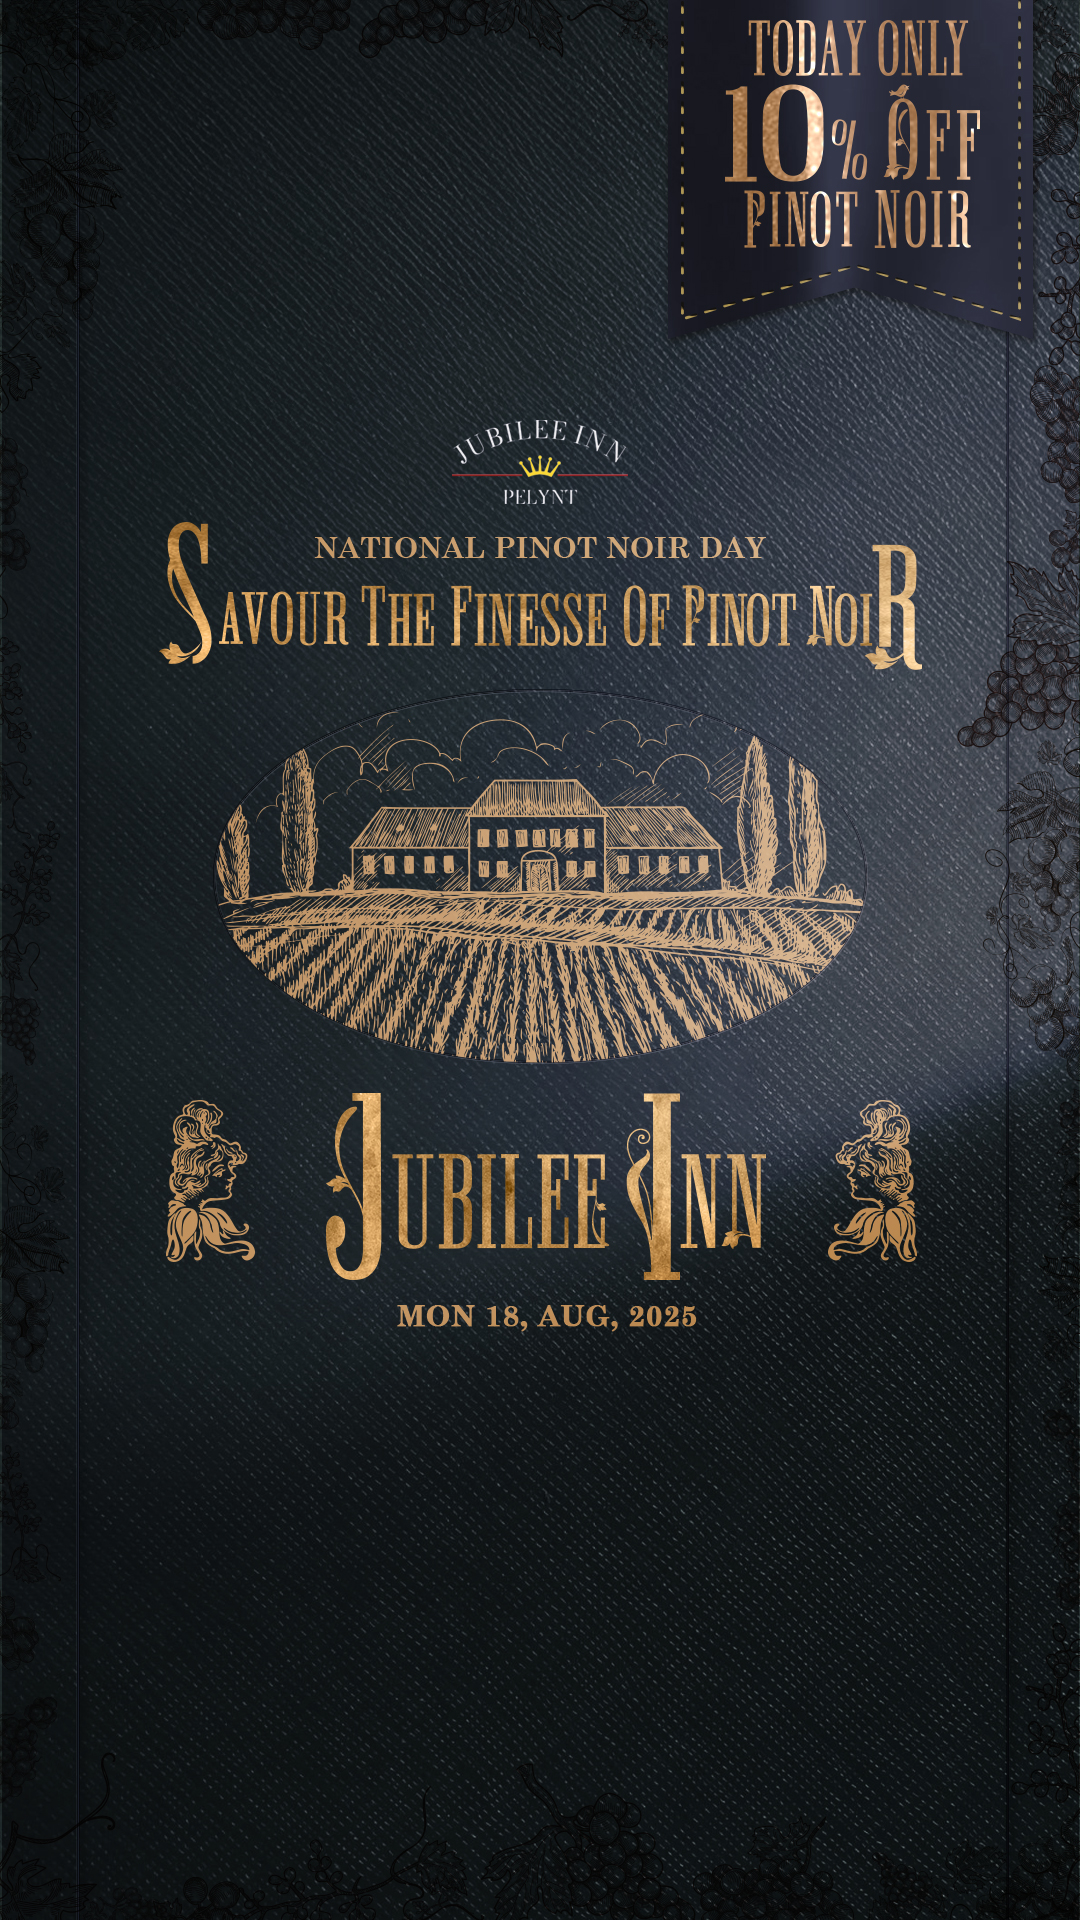 TODAY ONLY
10% OFF
PINOT NOIR
JUBILEE INN
PELYNT
NATIONAL PINOT NOIR DAY
SAVOUR THE FINESSE OF PINOT NOIR
JUBILEE INN
MON 18, AUG, 2025